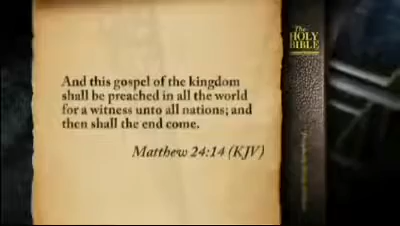 The
HOLY
BIBLE
And this gospel of the kingdom
shall be preached in all the world
for a witness unto all nations; and
then shall the end come.
Matthew 24:14 (KJV)